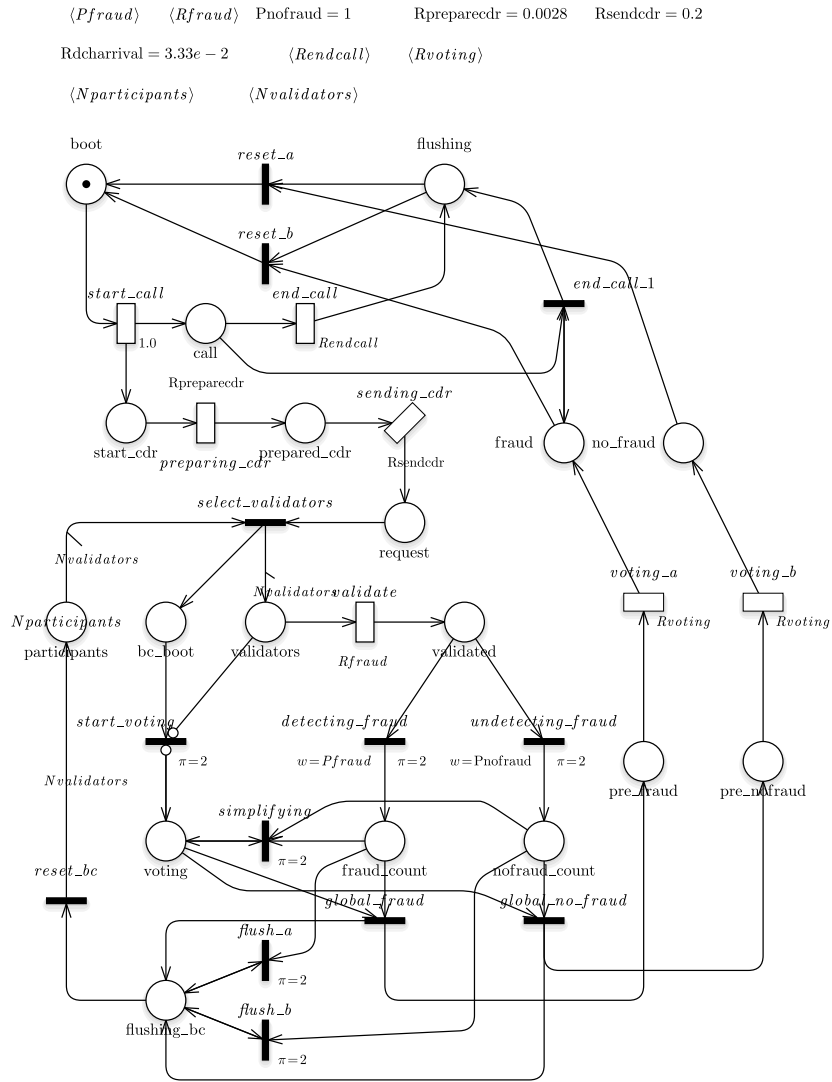 ⟨Pfraud⟩ ⟨Rfraud⟩ Pnofraud = 1 Rpreparecdr = 0.0028 Rsendcdr = 0.2
Rdcharrival = 3.33e − 2 ⟨Rendcall⟩ ⟨Rvoting⟩
⟨Nparticipants⟩ ⟨Nvalidators⟩
boot
flushing
reset_a
reset_b
start_call
end_call
end_call_1
1.0
call
Rendcall
Rpreparecdr
sending_cdr
start_cdr
preparing_cdr
prepared_cdr
Rsendcdr
fraud
no_fraud
select_validators
request
Nvalidators
Nvalidators
validate
voting_a
voting_b
Nparticipants
participants
bc_boot
validators
Rfraud
validated
Rvoting
Rvoting
start_voting
detecting_fraud
undetecting_fraud
π=2
w=Pfraud
π=2
w=Pnofraud
π=2
Nvalidators
pre_fraud
pre_nofraud
simplifying
π=2
voting
fraud_count
nofraud_count
reset_bc
global_fraud
global_no_fraud
flush_a
π=2
flush_b
flushing_bc
π=2